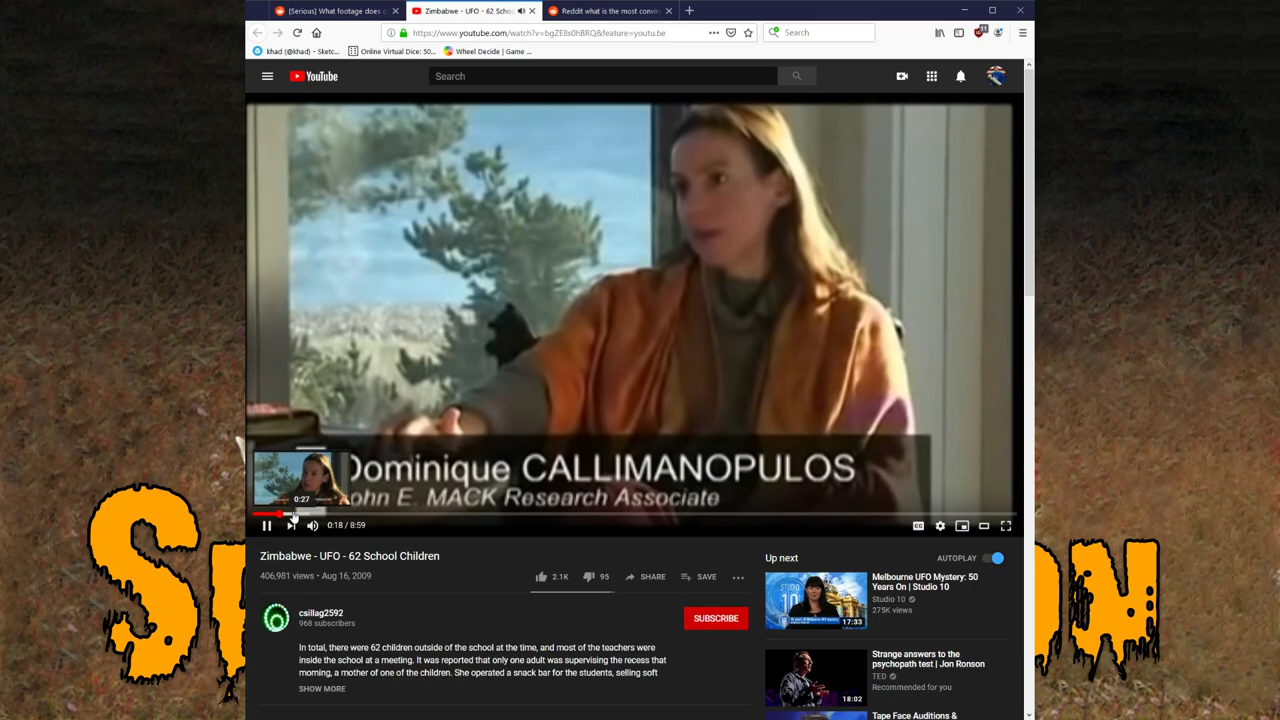 [Serious] What footage does c
Zimbabwe - UFO - 62 Schoo
Reddit what is the most convin
https://www.youtube.com/watch?v=bgZE8s0hBRQ&feature=youtu.be
Search
11
khad (@khad) - Sketc...
Online Virtual Dice: 50...
Wheel Decide | Game ...
YouTube
Search
Dominique CALLIMANOPULOS
John E. MACK Research Associate
0:27
0:18 / 8:59
CC
Zimbabwe - UFO - 62 School Children
406,981 views • Aug 16, 2009
2.1K
95
SHARE
SAVE
csillag2592
968 subscribers
SUBSCRIBE
In total, there were 62 children outside of the school at the time, and most of the teachers were
inside the school at a meeting. It was reported that only one adult was supervising the recess that
morning, a mother of one of the children. She operated a snack bar for the students, selling soft
SHOW MORE
Up next
AUTOPLAY
Melbourne UFO Mystery: 50
Years On | Studio 10
Studio 10
275K views
STUDIO
10
17:33
Strange answers to the
psychopath test | Jon Ronson
TED
Recommended for you
18:02
Tape Face Auditions &